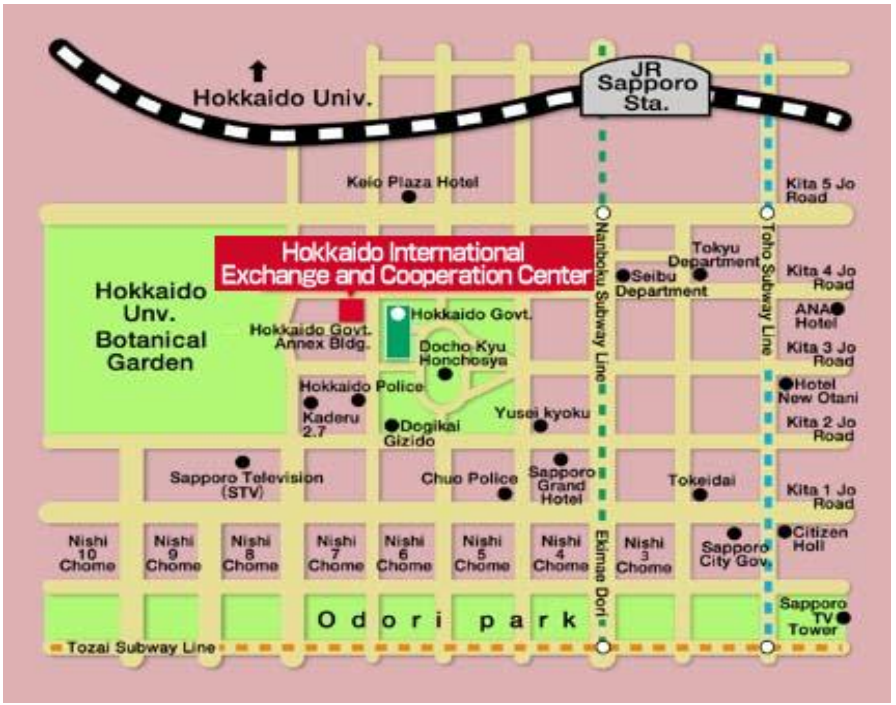 JR
Sapporo
Sta.
Hokkaido Univ.
Keio Plaza Hotel
Kita 5 Jo
Road
Hokkaido International
Exchange and Cooperation Center
Nanboku Subway Line
Toho Subway Line
Tokyu
Department
Seibu
Department
Kita 4 Jo
Road
Hokkaido
Unv.
Botanical
Garden
Hokkaido Govt.
Annex Bldg.
Hokkaido Govt.
ANA
Hotel
Docho Kyu
Honchosya
Kita 3 Jo
Road
Hokkaido Police
Kaderu
2.7
Hotel
New Otani
Dogikai
Gizido
Yusei kyoku
Kita 2 Jo
Road
Sapporo Television
(STV)
Chuo Police
Sapporo
Grand
Hotel
Tokeidai
Kita 1 Jo
Road
Nishi
10
Chome
Nishi
9
Chome
Nishi
8
Chome
Nishi
7
Chome
Nishi
6
Chome
Nishi
5
Chome
Nishi
4
Chome
Ekimae Dori
Nishi
3
Chome
Sapporo
City Gov.
Citizen
Holl
Odori park
Sapporo
TV
Tower
Tozai Subway Line